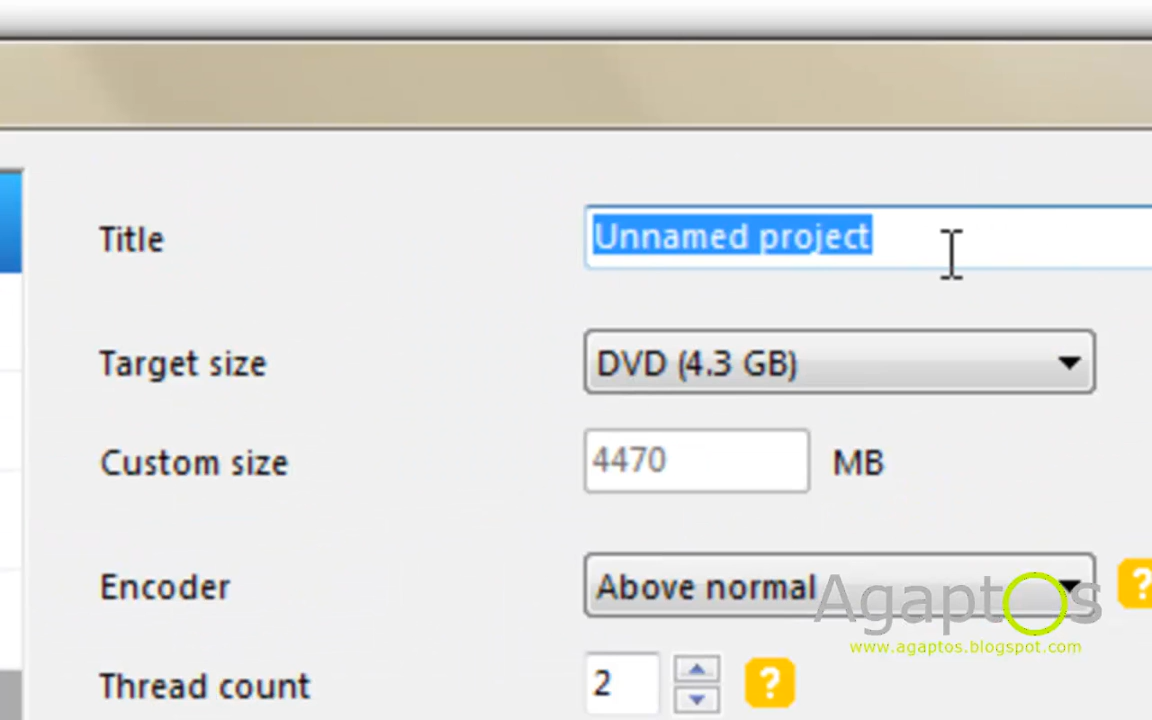 Title
Unnamed project
Target size
DVD (4.3 GB)
Custom size
4470
MB
Encoder
Above normal
?
Agaptos
www.agaptos.blogspot.com
Thread count
2
?